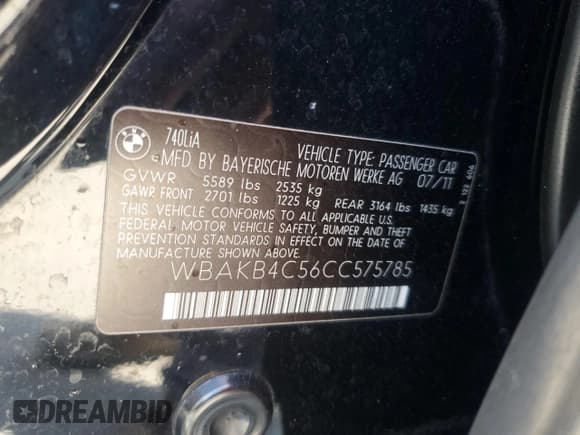 BMW
740LiA
VEHICLE TYPE: PASSENGER CAR
MFD. BY BAYERISCHE MOTOREN WERKE AG 07/11
GVWR 5589 lbs 2535 kg
GAWR FRONT 2701 lbs 1225 kg REAR 3164 lbs 1435 kg
THIS VEHICLE CONFORMS TO ALL APPLICABLE U.S.
FEDERAL MOTOR VEHICLE SAFETY, BUMPER AND THEFT
PREVENTION STANDARDS IN EFFECT ON THE DATE OF
MANUFACTURE SHOWN ABOVE.
WBAKB4C56CC575785
DREAMBID